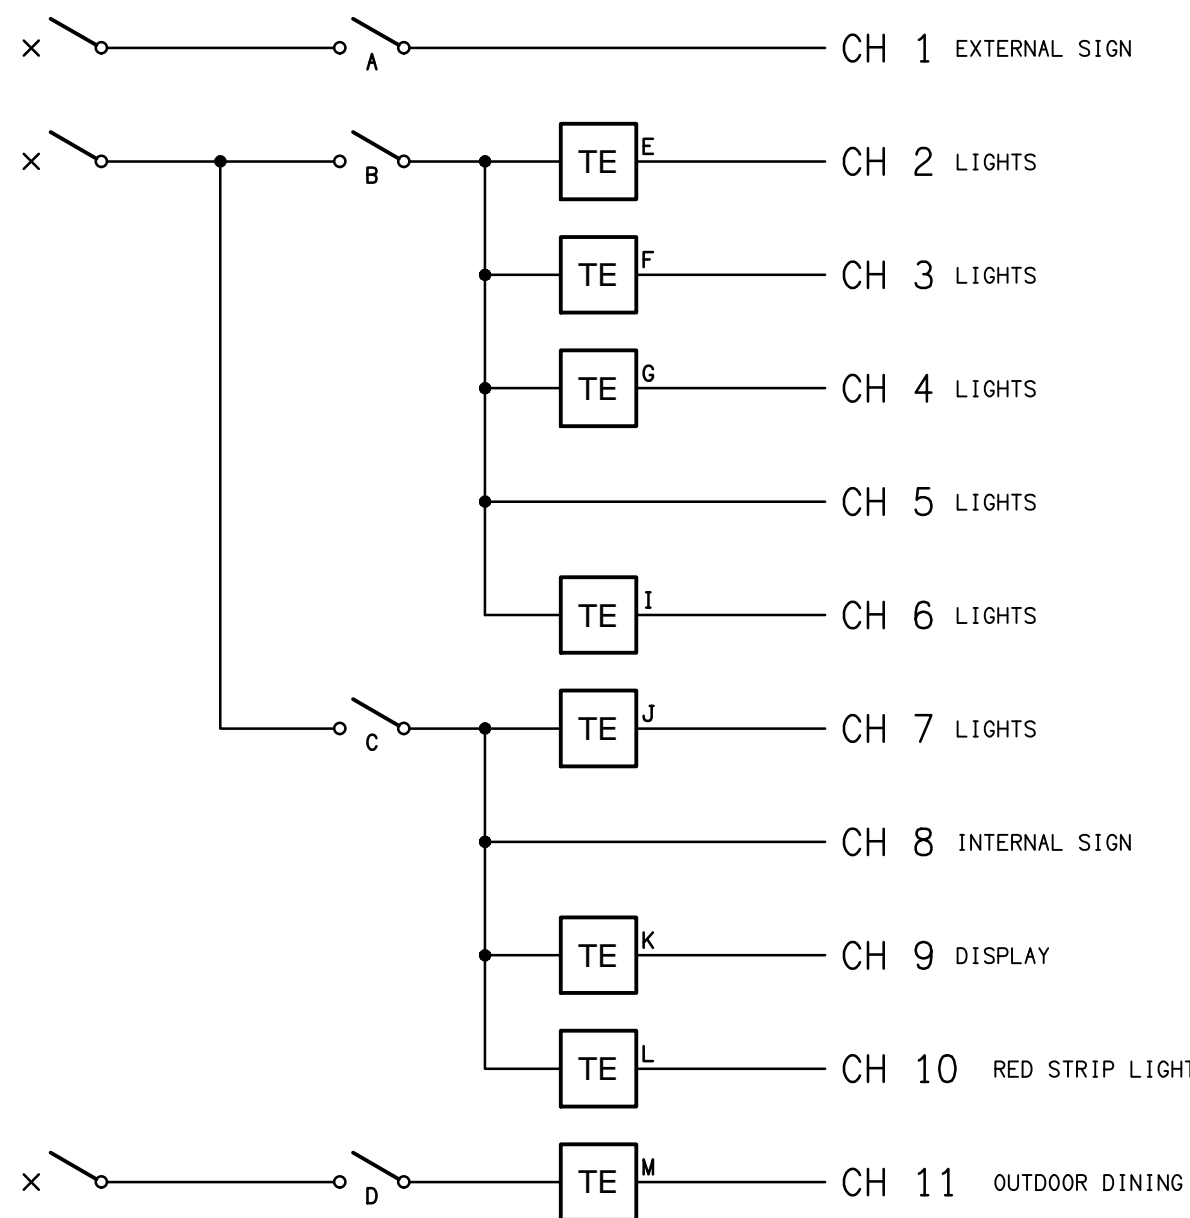 A CH 1 EXTERNAL SIGN
B TE E CH 2 LIGHTS
TE F CH 3 LIGHTS
TE G CH 4 LIGHTS
CH 5 LIGHTS
TE I CH 6 LIGHTS
C TE J CH 7 LIGHTS
CH 8 INTERNAL SIGN
TE K CH 9 DISPLAY
TE L CH 10 RED STRIP LIGHT
D TE M CH 11 OUTDOOR DINING